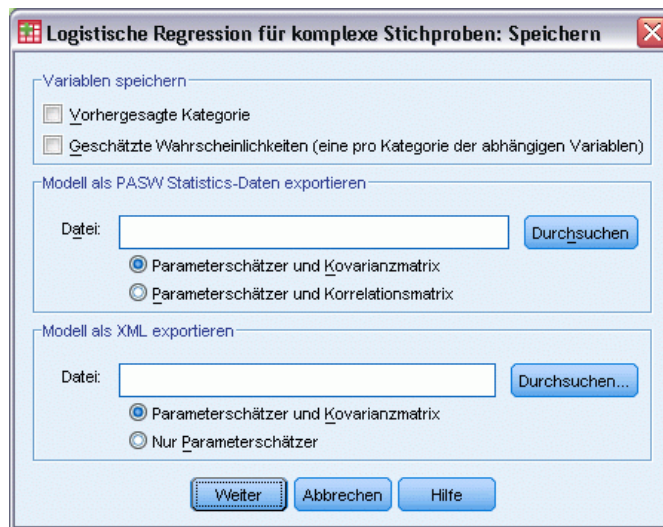 Logistische Regression für komplexe Stichproben: Speichern
Variablen speichern
Vorhergesagte Kategorie
Geschätzte Wahrscheinlichkeiten (eine pro Kategorie der abhängigen Variablen)
Modell als PASW Statistics-Daten exportieren
Datei:
Durchsuchen
Parameterschätzer und Kovarianzmatrix
Parameterschätzer und Korrelationsmatrix
Modell als XML exportieren
Datei:
Durchsuchen...
Parameterschätzer und Kovarianzmatrix
Nur Parameterschätzer
Weiter
Abbrechen
Hilfe